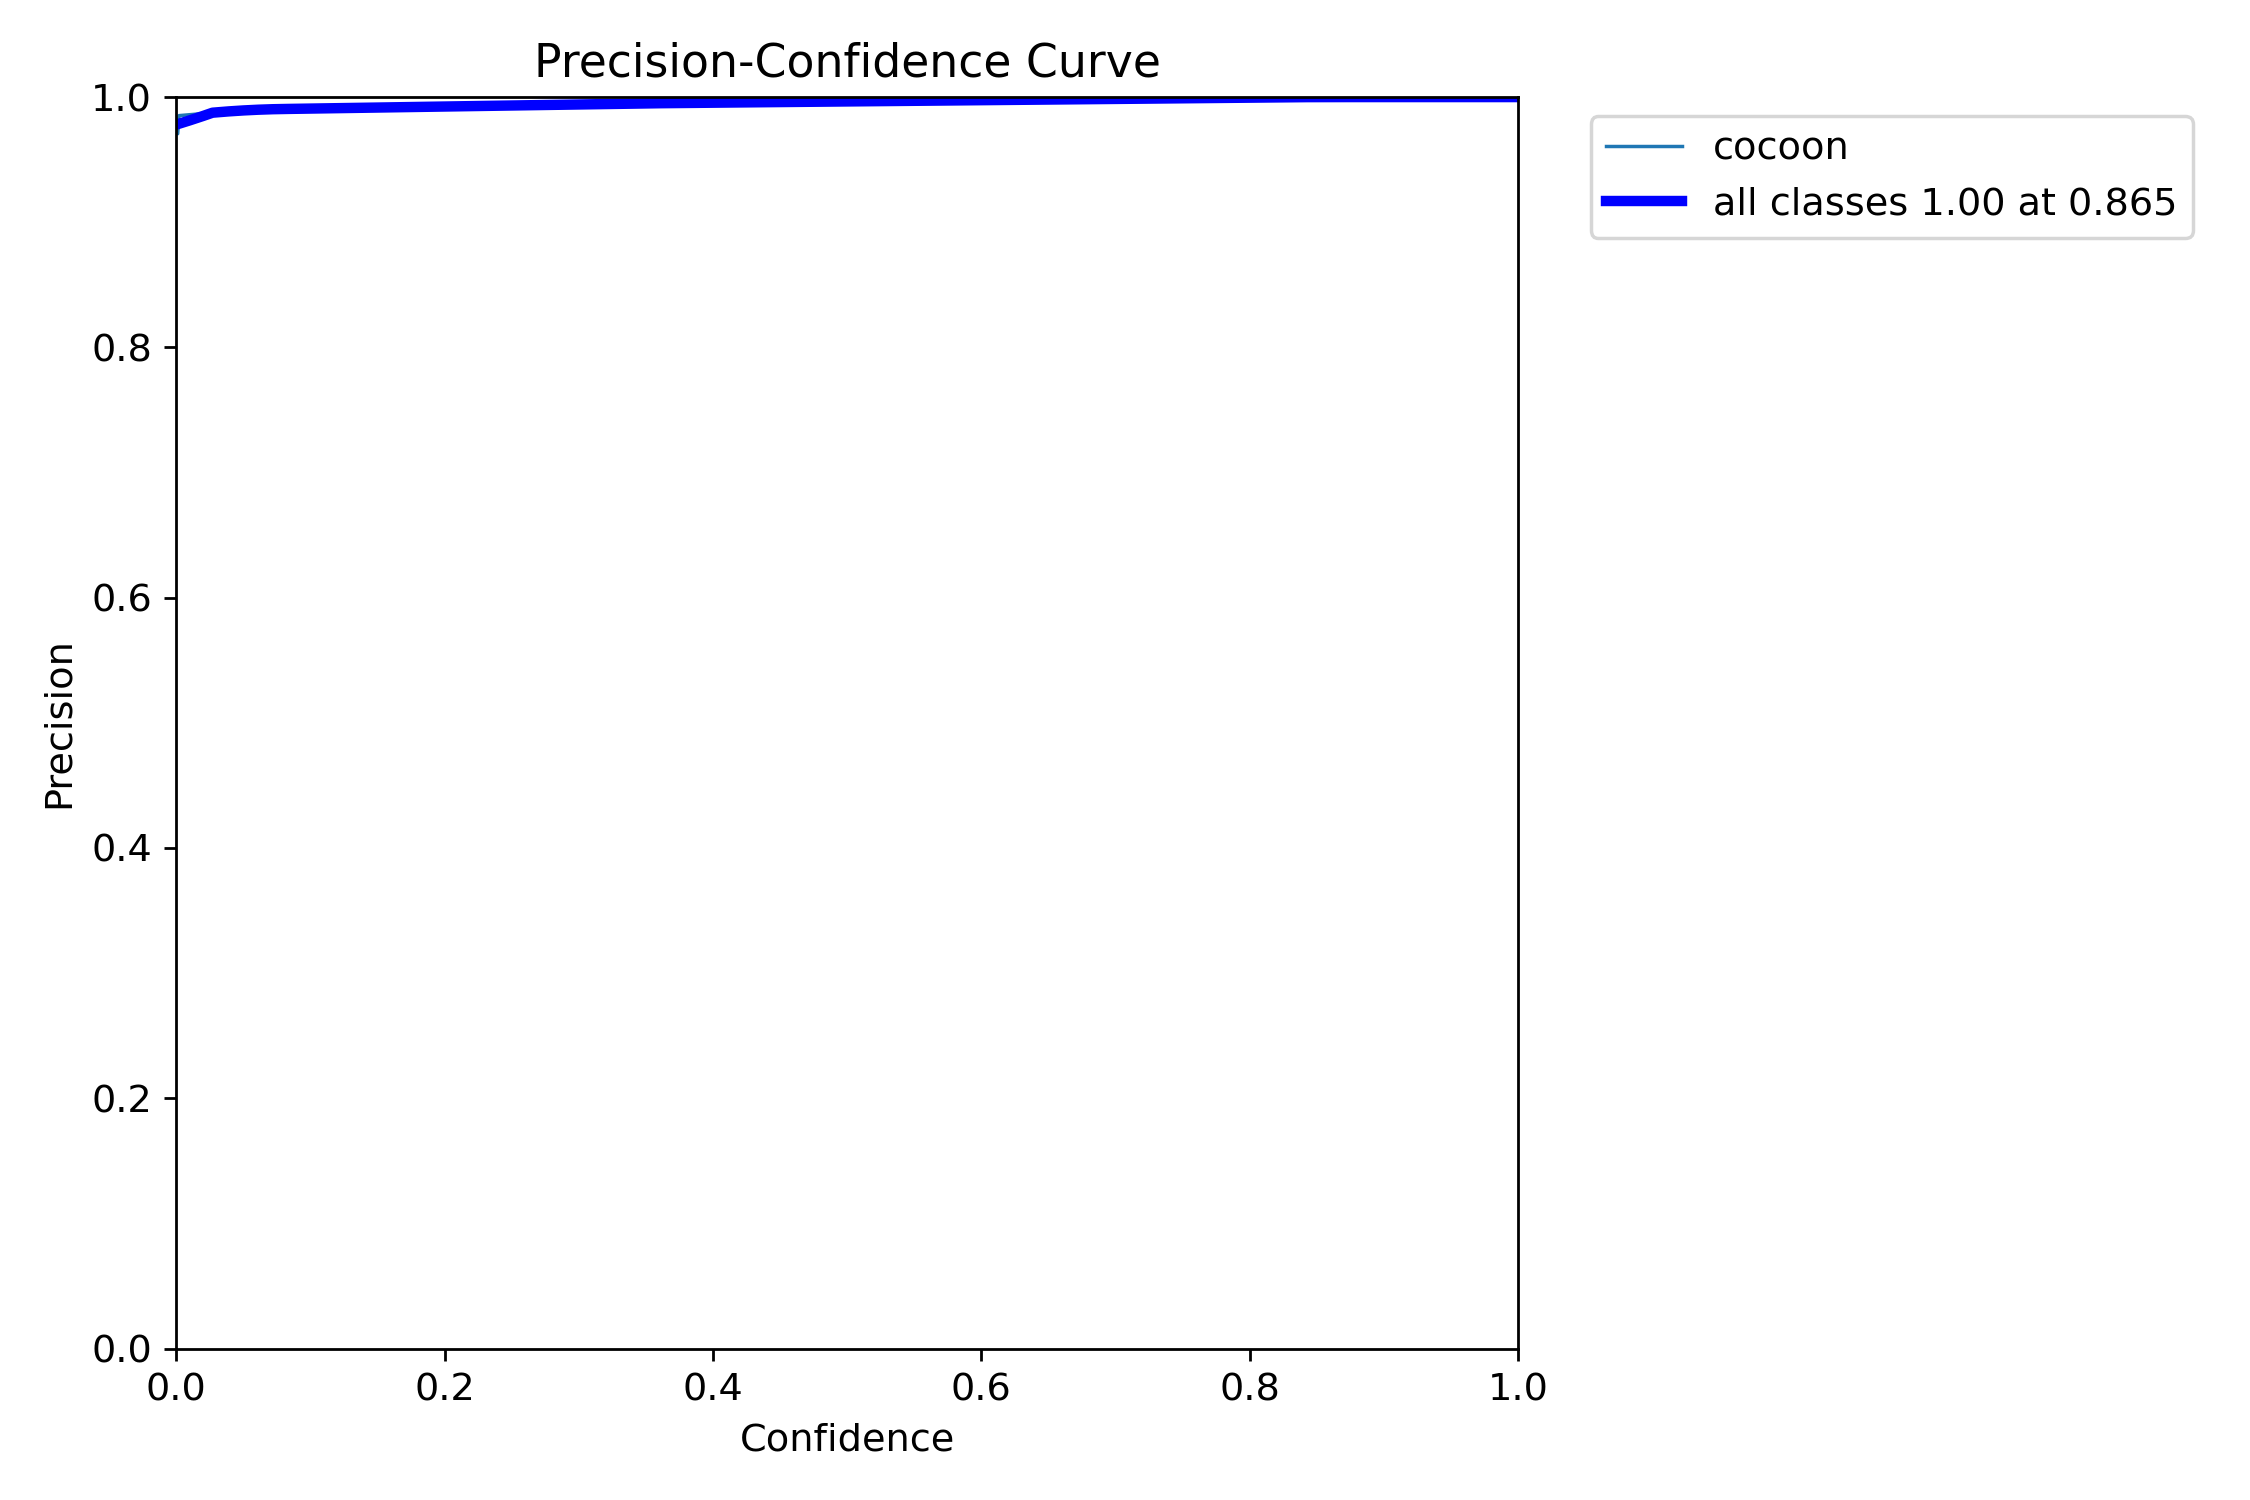 Precision-Confidence Curve
1.0
0.8
0.6
0.4
0.2
0.0
Precision
0.0 0.2 0.4 0.6 0.8 1.0
Confidence
cocoon
all classes 1.00 at 0.865